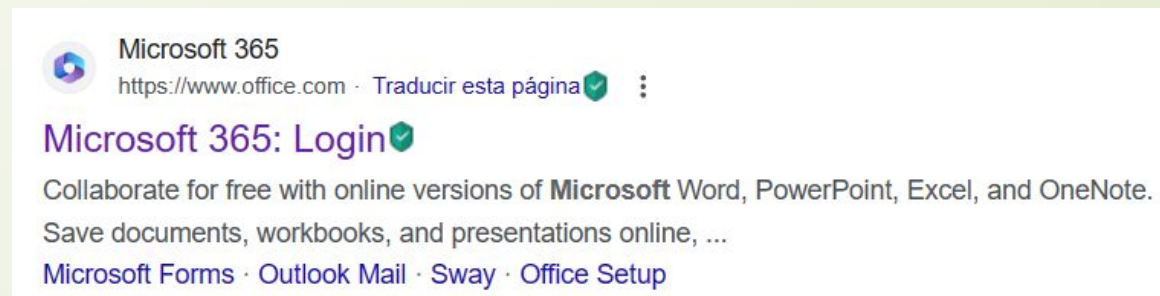 Microsoft 365
https://www.office.com · Traducir esta página
Microsoft 365: Login
Collaborate for free with online versions of Microsoft Word, PowerPoint, Excel, and OneNote.
Save documents, workbooks, and presentations online, ...
Microsoft Forms · Outlook Mail · Sway · Office Setup